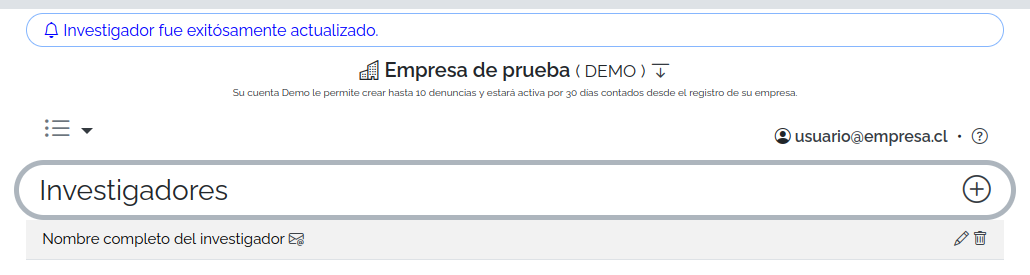 Investigador fue exitósamente actualizado.
Empresa de prueba ( DEMO )
Su cuenta Demo le permite crear hasta 10 denuncias y estará activa por 30 días contados desde el registro de su empresa.
usuario@empresa.cl •
Investigadores
Nombre completo del investigador